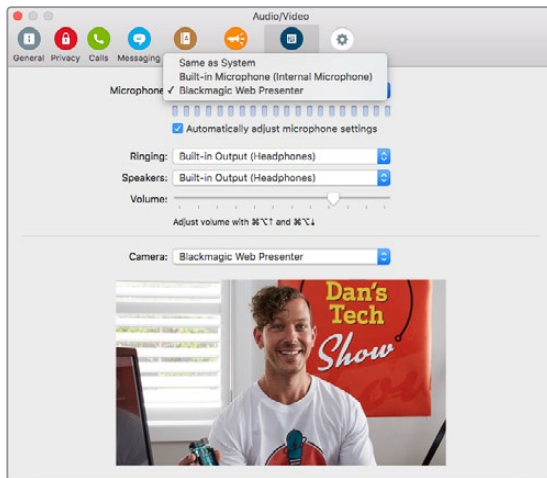 Audio/Video
General Privacy Calls Messaging
Same as System
Built-in Microphone (Internal Microphone)
Microphone: ✓ Blackmagic Web Presenter
Automatically adjust microphone settings
Ringing: Built-in Output (Headphones)
Speakers: Built-in Output (Headphones)
Volume:
Adjust volume with ⌘⌥↑ and ⌘⌥↓
Camera: Blackmagic Web Presenter
Dan's
Tech
Show